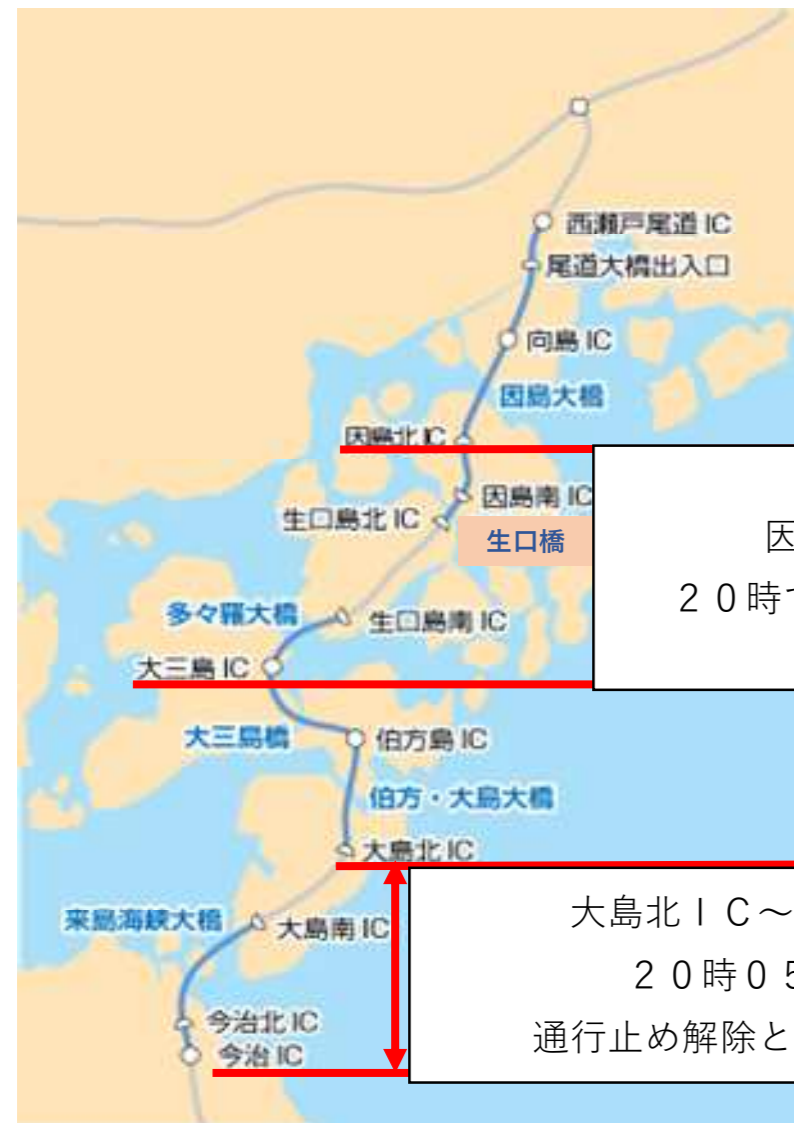 西瀬戸尾道 IC
尾道大橋出入口
向島 IC
因島大橋
因島北 IC
因島南 IC
生口島北 IC
生口橋
因
２０時
多々羅大橋
生口島南 IC
大三島 IC
大三島橋
伯方島 IC
伯方・大島大橋
大島北 IC
大島北ＩＣ～
２０時０５
通行止め解除と
来島海峡大橋
大島南 IC
今治北 IC
今治 IC